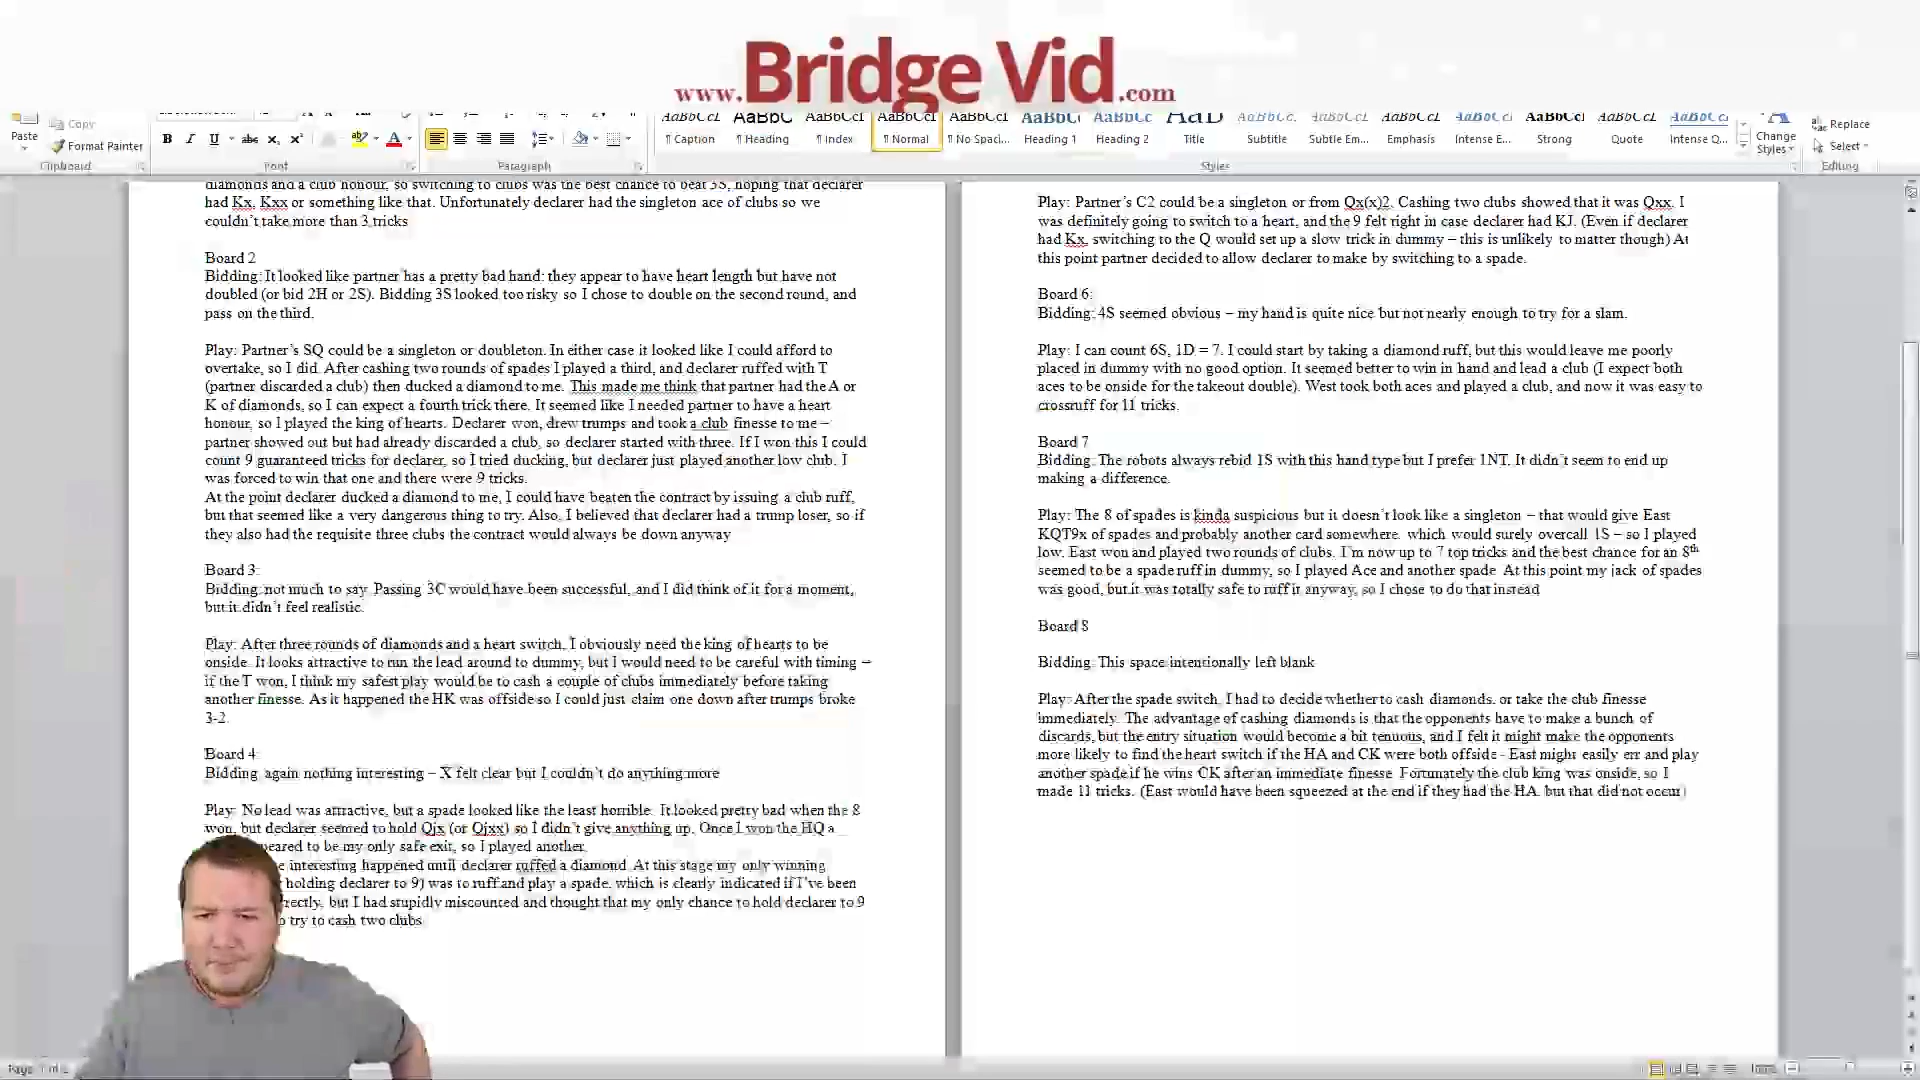 www.Bridge Vid.com
Paste
Copy
Format Painter
Clipboard
B I U abc x₂ x²
A
Font
Paragraph
AaBbCcI AaBbC AaBbCcI AaBbCcI AaBbCcI AaBbCcI AaBbCcI AaB AaBbCc. AaBbCcI AaBbCcI AaBbCcI AaBbCcI AaBbCcI AaBbCcI
¶ Caption ¶ Heading ¶ Index ¶ Normal ¶ No Spaci... Heading 1 Heading 2 Title Subtitle Subtle Em... Emphasis Intense E... Strong Quote Intense Q...
Styles
Change Styles
Replace
Select
Editing
diamonds and a club honour, so switching to clubs was the best chance to beat 3S, hoping that declarer
had Kx, Kxx or something like that. Unfortunately declarer had the singleton ace of clubs so we
couldn't take more than 3 tricks
Board 2
Bidding: It looked like partner has a pretty bad hand: they appear to have heart length but have not
doubled (or bid 2H or 2S). Bidding 3S looked too risky so I chose to double on the second round, and
pass on the third.
Play: Partner's SQ could be a singleton or doubleton. In either case it looked like I could afford to
overtake, so I did. After cashing two rounds of spades I played a third, and declarer ruffed with T
(partner discarded a club) then ducked a diamond to me. This made me think that partner had the A or
K of diamonds, so I can expect a fourth trick there. It seemed like I needed partner to have a heart
honour, so I played the king of hearts. Declarer won, drew trumps and took a club finesse to me –
partner showed out but had already discarded a club, so declarer started with three. If I won this I could
count 9 guaranteed tricks for declarer, so I tried ducking, but declarer just played another low club. I
was forced to win that one and there were 9 tricks.
At the point declarer ducked a diamond to me, I could have beaten the contract by issuing a club ruff,
but that seemed like a very dangerous thing to try. Also, I believed that declarer had a trump loser, so if
they also had the requisite three clubs the contract would always be down anyway
Board 3:
Bidding: not much to say. Passing 3C would have been successful, and I did think of it for a moment,
but it didn't feel realistic.
Play: After three rounds of diamonds and a heart switch, I obviously need the king of hearts to be
onside. It looks attractive to run the lead around to dummy, but I would need to be careful with timing –
if the T won, I think my safest play would be to cash a couple of clubs immediately before taking
another finesse. As it happened the HK was offside so I could just claim one down after trumps broke
3-2.
Board 4:
Bidding: again nothing interesting – X felt clear but I couldn't do anything more
Play: No lead was attractive, but a spade looked like the least horrible. It looked pretty bad when the 8
won, but declarer seemed to hold Qjx (or Qjxx) so I didn't give anything up. Once I won the HQ a
peared to be my only safe exit, so I played another.
e interesting happened until declarer ruffed a diamond. At this stage my only winning
holding declarer to 9) was to ruff and play a spade, which is clearly indicated if I've been
rectly, but I had stupidly miscounted and thought that my only chance to hold declarer to 9
o try to cash two clubs
Play: Partner's C2 could be a singleton or from Qx(x)2. Cashing two clubs showed that it was Qxx. I
was definitely going to switch to a heart, and the 9 felt right in case declarer had KJ. (Even if declarer
had Kx, switching to the Q would set up a slow trick in dummy – this is unlikely to matter though) At
this point partner decided to allow declarer to make by switching to a spade.
Board 6:
Bidding: 4S seemed obvious – my hand is quite nice but not nearly enough to try for a slam.
Play: I can count 6S, 1D = 7. I could start by taking a diamond ruff, but this would leave me poorly
placed in dummy with no good option. It seemed better to win in hand and lead a club (I expect both
aces to be onside for the takeout double). West took both aces and played a club, and now it was easy to
crossruff for 11 tricks.
Board 7
Bidding: The robots always rebid 1S with this hand type but I prefer 1NT. It didn't seem to end up
making a difference.
Play: The 8 of spades is kinda suspicious but it doesn't look like a singleton – that would give East
KQT9x of spades and probably another card somewhere, which would surely overcall 1S – so I played
low. East won and played two rounds of clubs. I'm now up to 7 top tricks and the best chance for an 8th
seemed to be a spade ruff in dummy, so I played Ace and another spade. At this point my jack of spades
was good, but it was totally safe to ruff it anyway, so I chose to do that instead
Board 8
Bidding: This space intentionally left blank
Play: After the spade switch, I had to decide whether to cash diamonds, or take the club finesse
immediately. The advantage of cashing diamonds is that the opponents have to make a bunch of
discards, but the entry situation would become a bit tenuous, and I felt it might make the opponents
more likely to find the heart switch if the HA and CK were both offside - East might easily err and play
another spade if he wins CK after an immediate finesse. Fortunately the club king was onside, so I
made 11 tricks. (East would have been squeezed at the end if they had the HA, but that did not occur)